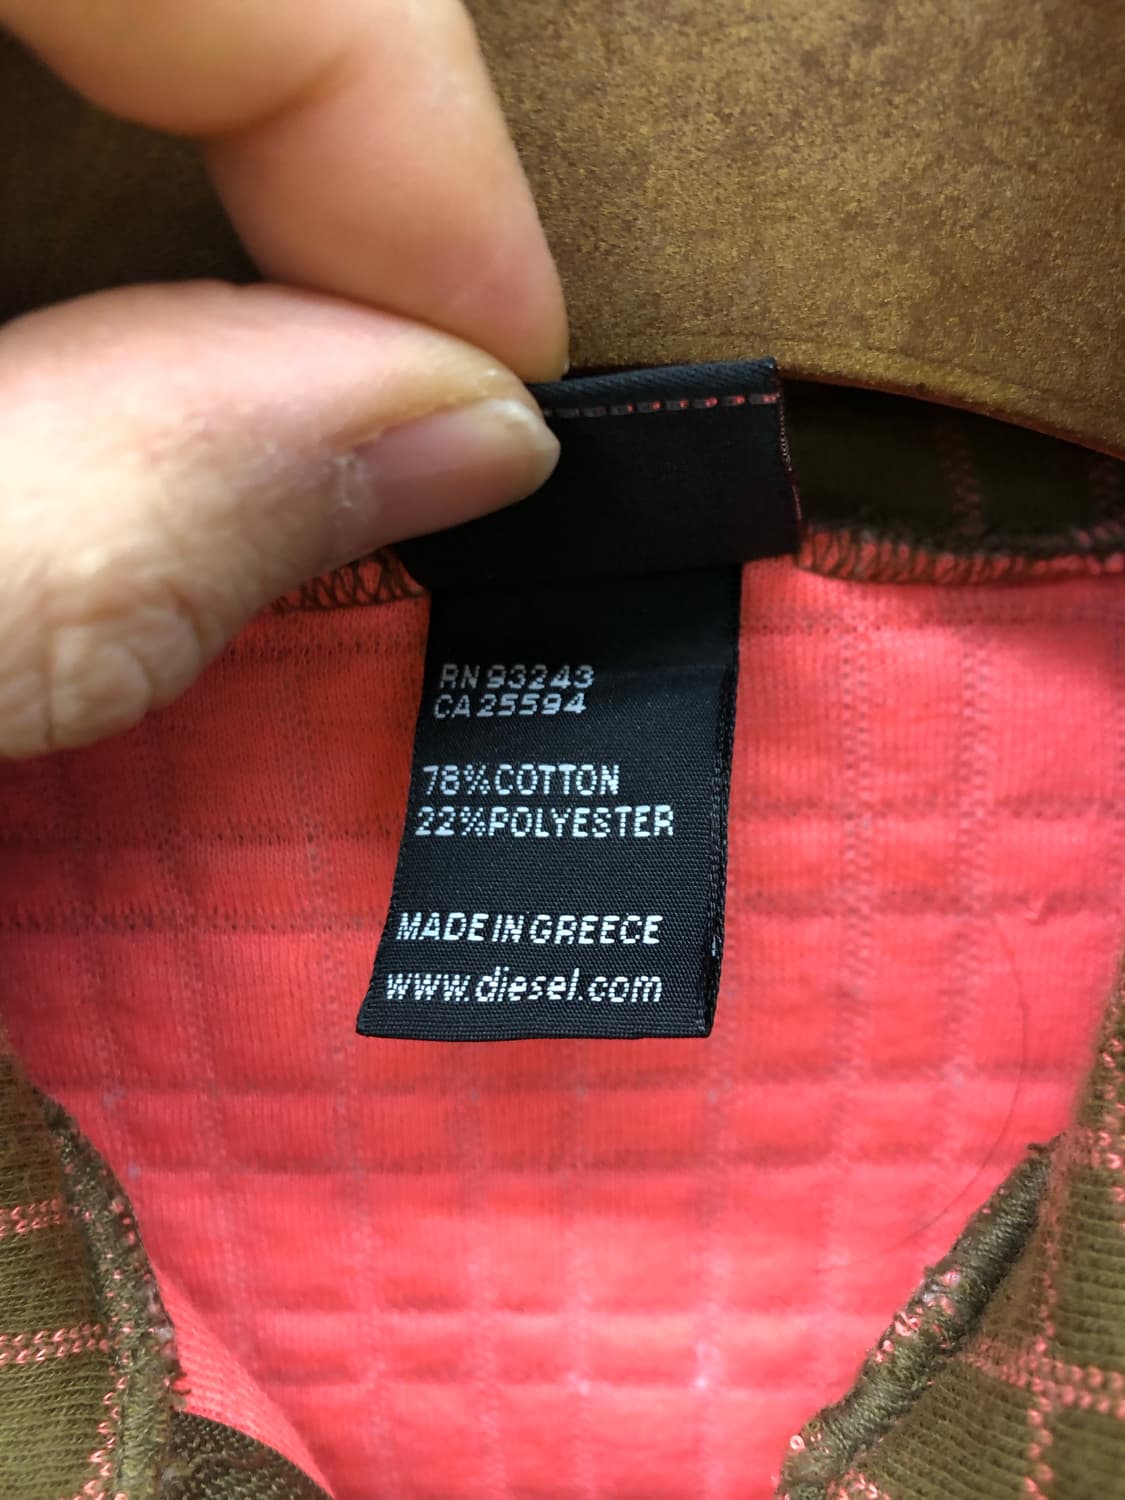 RN 93243
CA 25594
78% COTTON
22% POLYESTER
MADE IN GREECE
www.diesel.com